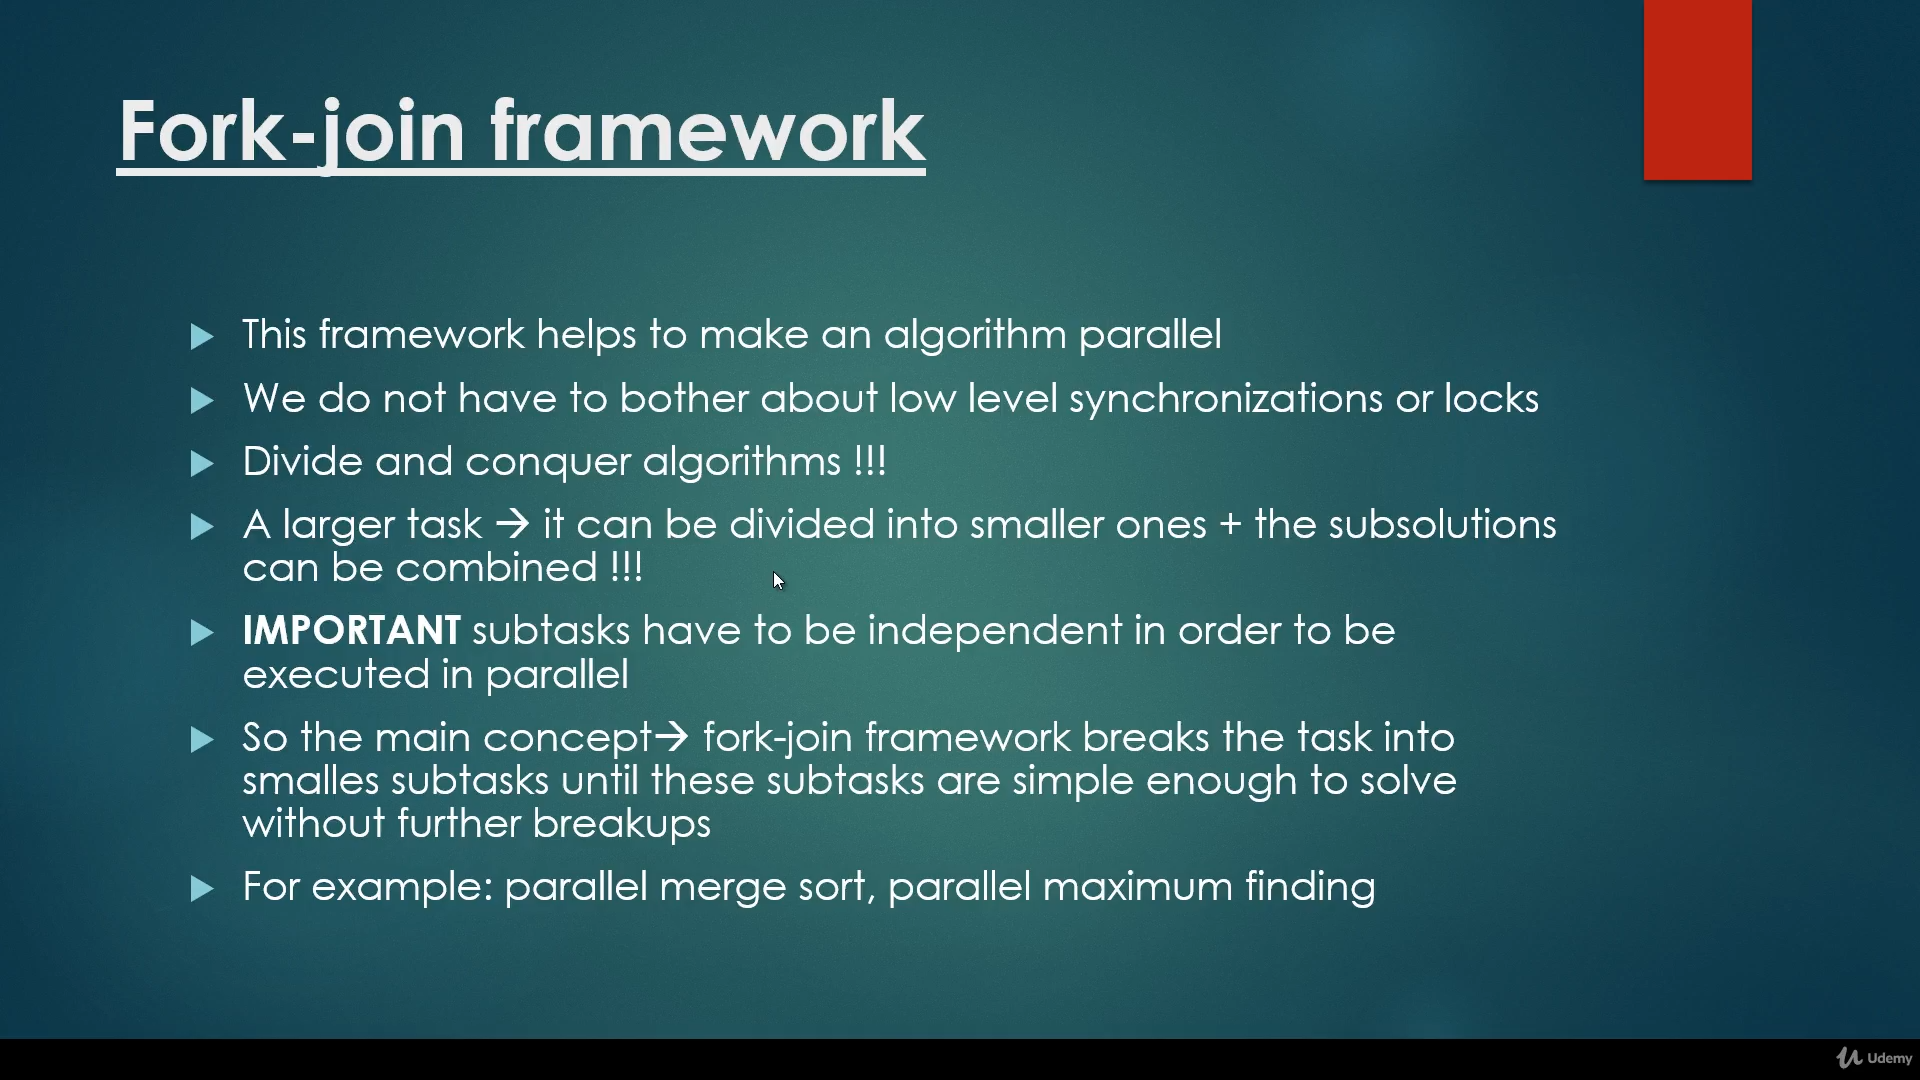 Fork-join framework
This framework helps to make an algorithm parallel
We do not have to bother about low level synchronizations or locks
Divide and conquer algorithms !!!
A larger task → it can be divided into smaller ones + the subsolutions
can be combined !!!
IMPORTANT subtasks have to be independent in order to be
executed in parallel
So the main concept→ fork-join framework breaks the task into
smalles subtasks until these subtasks are simple enough to solve
without further breakups
For example: parallel merge sort, parallel maximum finding
Udemy